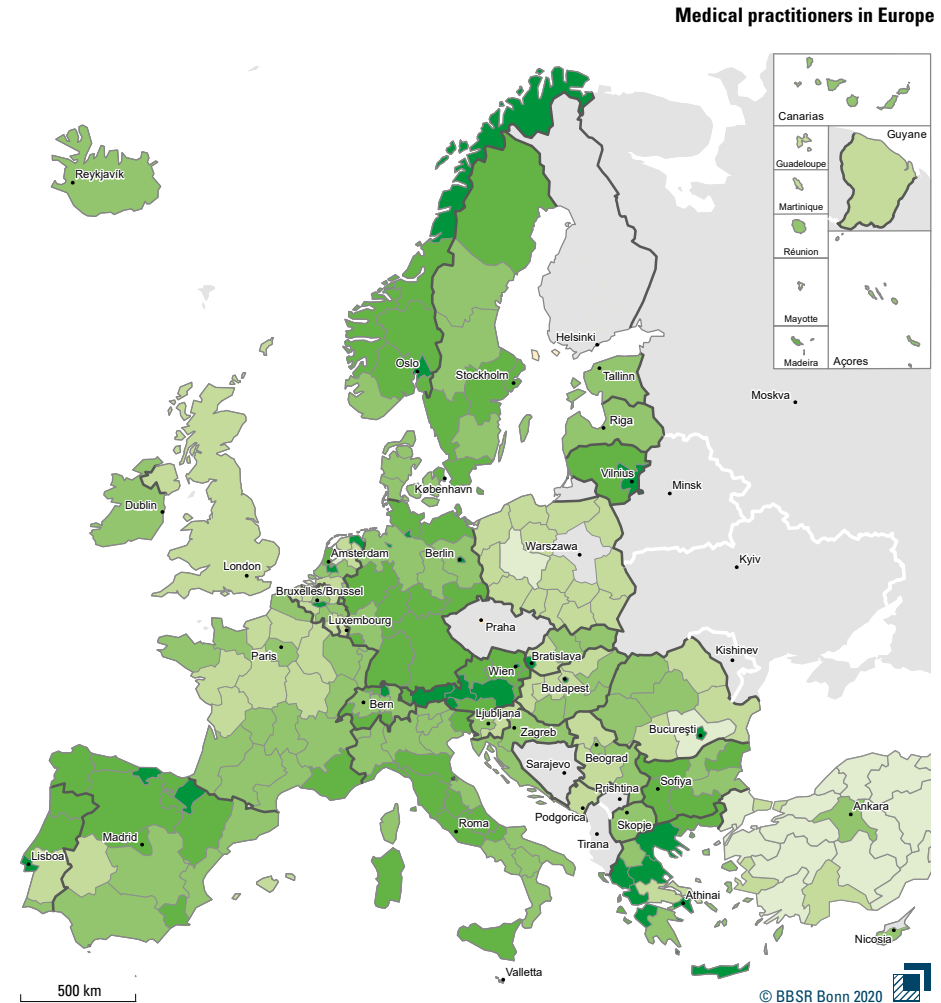 Medical practitioners in Europe
Canarias
Guyane
Guadeloupe
Martinique
Réunion
Mayotte
Madeira
Açores
Reykjavík
Helsinki
Oslo
Stockholm
Tallinn
Moskva
Riga
Vilnius
Minsk
København
Dublin
Amsterdam
Berlin
Warszawa
Kyiv
London
Bruxelles/Brussel
Luxembourg
Praha
Paris
Kishinev
Bratislava
Wien
Budapest
Bern
Ljubljana
Zagreb
Bucureşti
Beograd
Sarajevo
Prishtina
Sofiya
Podgorica
Skopje
Ankara
Roma
Madrid
Tirana
Lisboa
Athinai
Nicosia
Valletta
500 km
© BBSR Bonn 2020